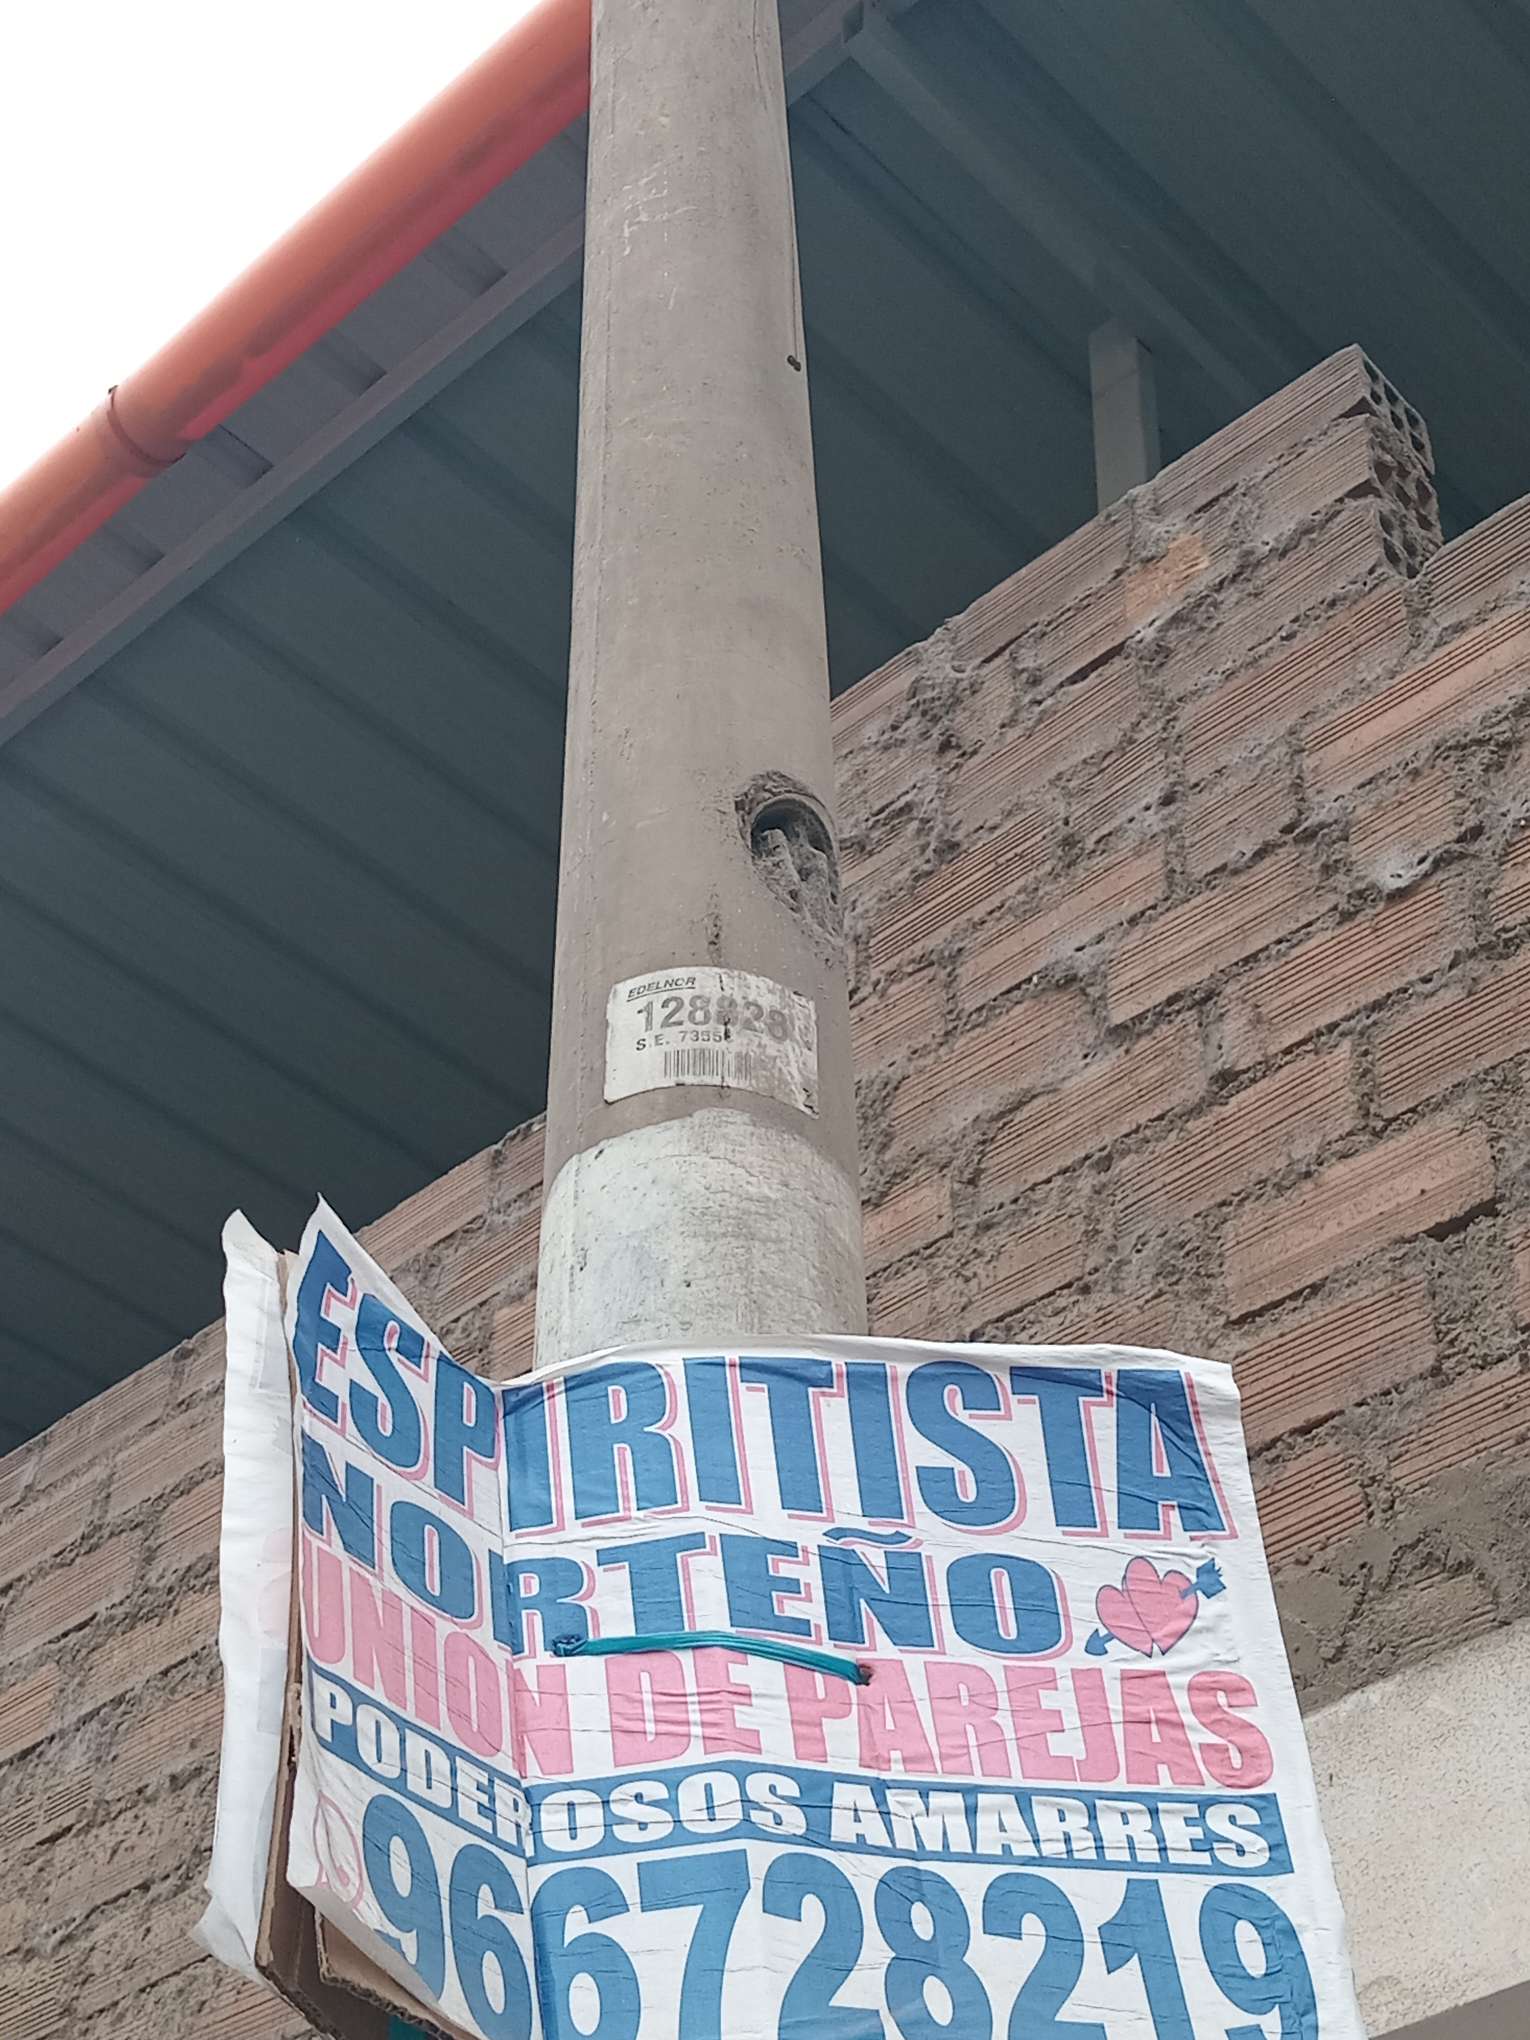 EDELNOR
S.E.
ESPIRITISTA
NORTEÑO
UNION DE PAREJAS
PODEROSOS AMARRES
966728219